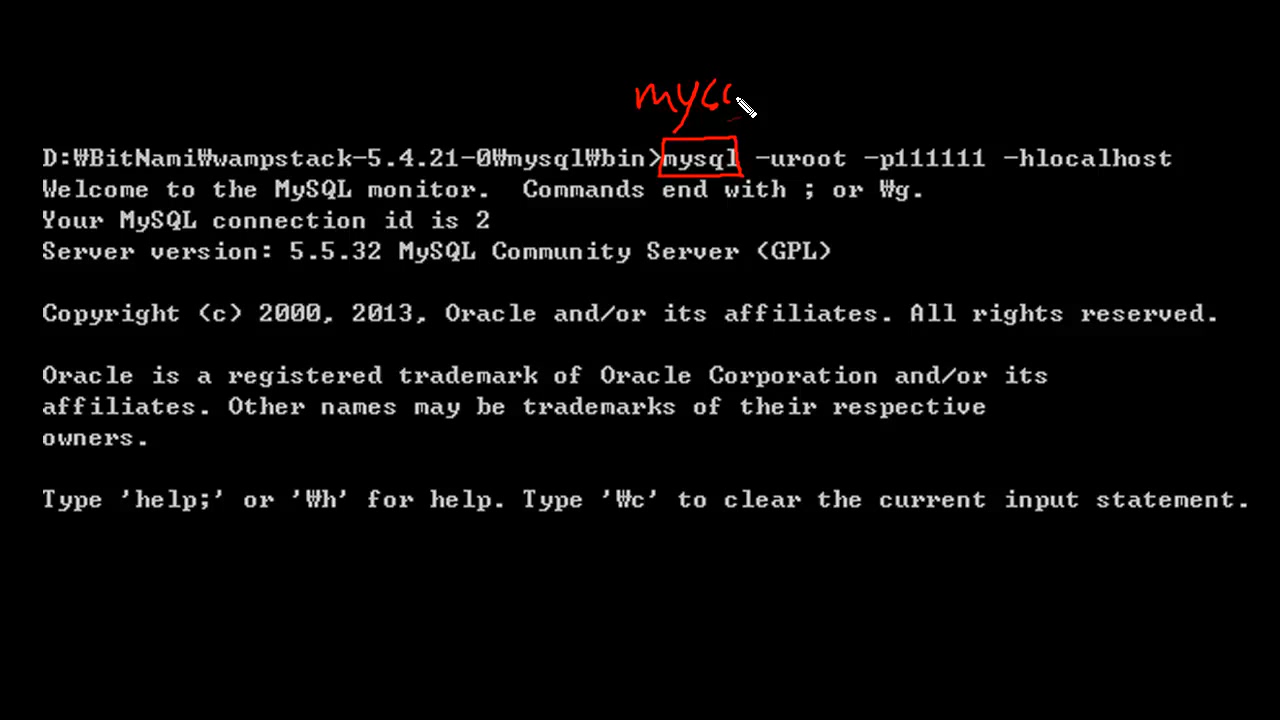 D:₩BitNami₩wampstack-5.4.21-0₩mysql₩bin>mysql -uroot -p111111 -hlocalhost
Welcome to the MySQL monitor.  Commands end with ; or ₩g.
Your MySQL connection id is 2
Server version: 5.5.32 MySQL Community Server (GPL)
Copyright (c) 2000, 2013, Oracle and/or its affiliates. All rights reserved.
Oracle is a registered trademark of Oracle Corporation and/or its
affiliates. Other names may be trademarks of their respective
owners.
Type 'help;' or '₩h' for help. Type '₩c' to clear the current input statement.